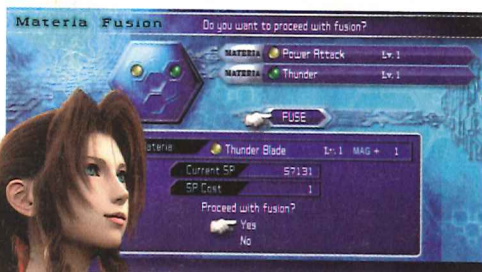 Materia Fusion
Do you want to proceed with fusion?
MATERIA Power Attack Lv. 1
MATERIA Thunder Lv. 1
FUSE
ateria Thunder Blade Lv. 1 MAG + 1
Current SP 57131
SP Cost 1
Proceed with fusion?
Yes
No